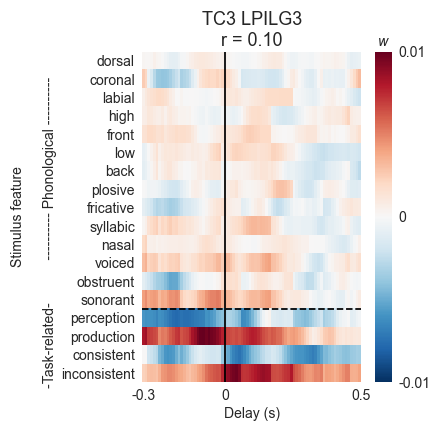 TC3 LPILG3
r = 0.10
w
dorsal
coronal
labial
high
front
low
back
plosive
fricative
syllabic
nasal
voiced
obstruent
sonorant
perception
production
consistent
inconsistent
Stimulus feature
-Task-related-
---------- Phonological ----------
-0.3
0
0.5
Delay (s)
0.01
0
-0.01